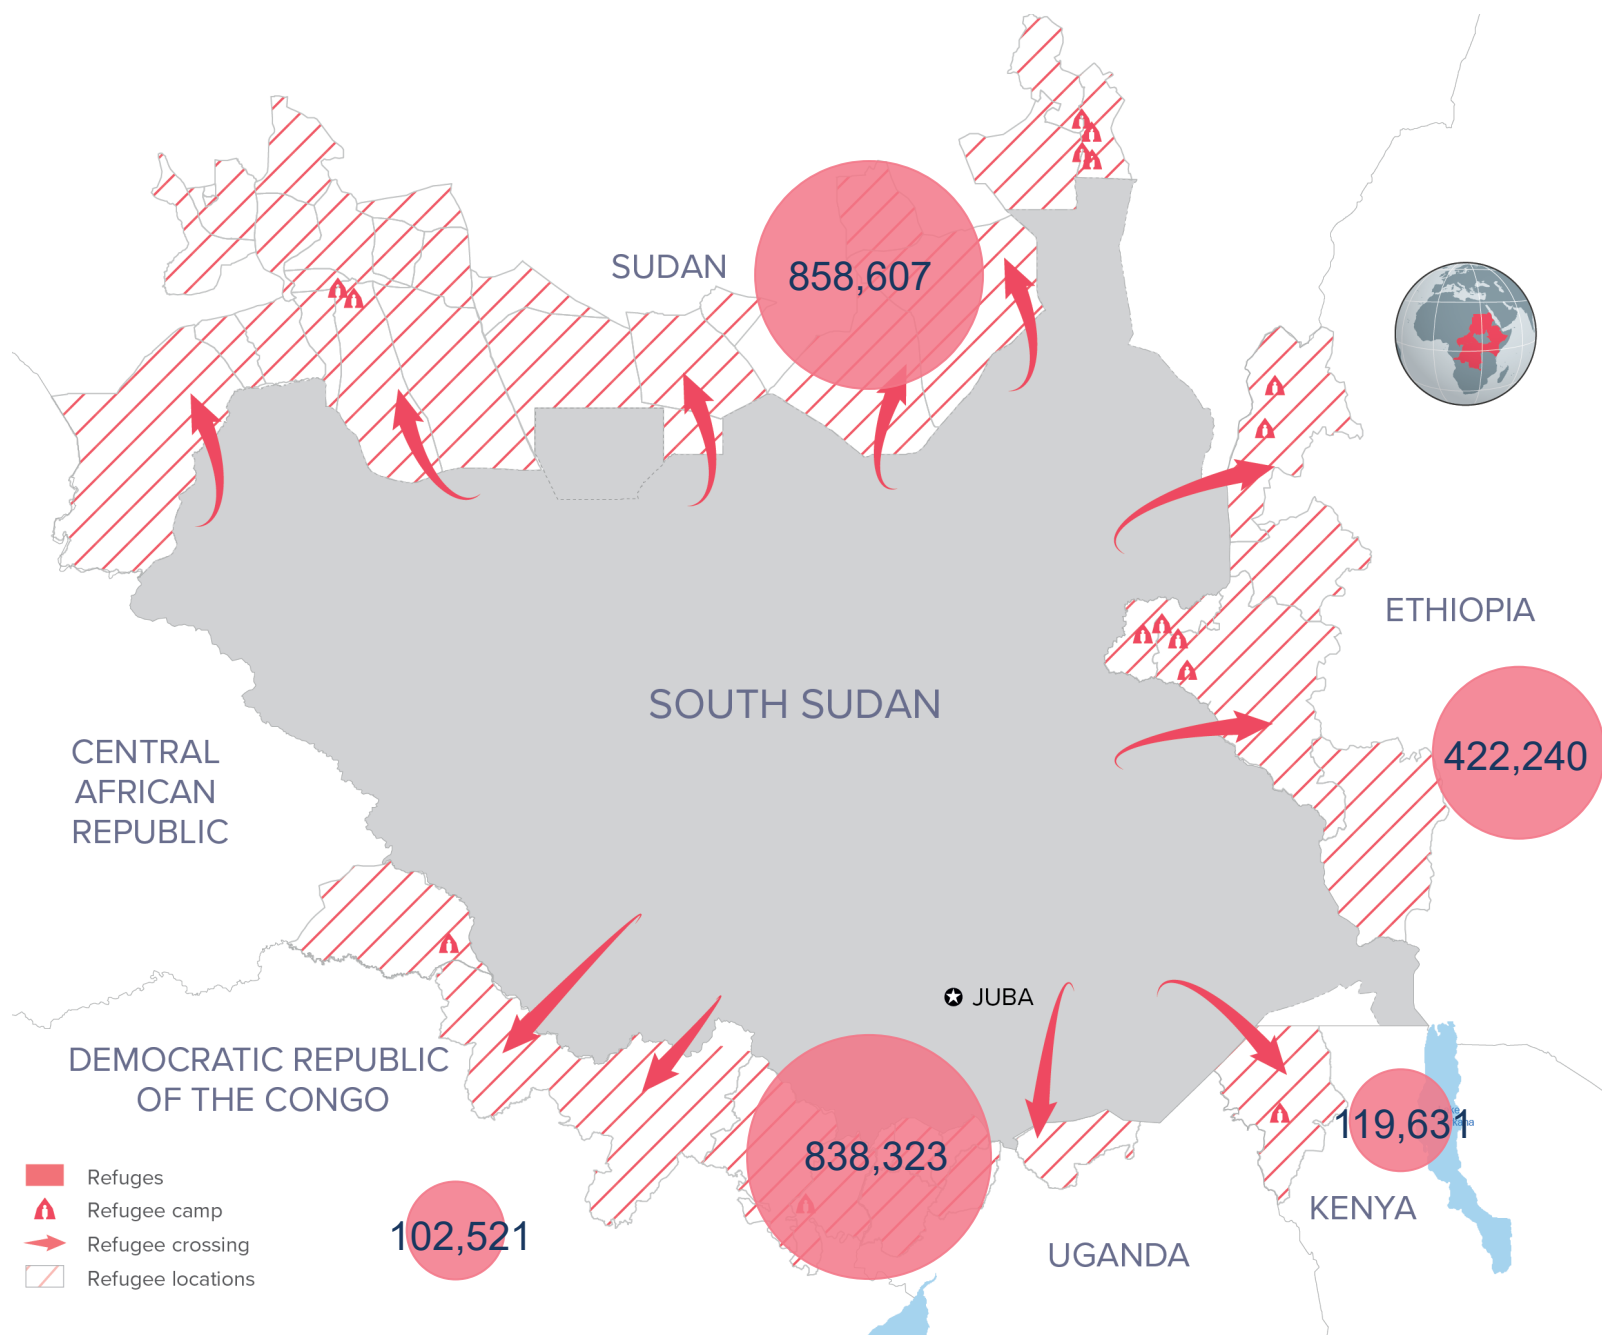 SUDAN
858,607
ETHIOPIA
SOUTH SUDAN
422,240
CENTRAL
AFRICAN
REPUBLIC
JUBA
DEMOCRATIC REPUBLIC
OF THE CONGO
119,631
838,323
Refuges
Refugee camp
Refugee crossing
Refugee locations
102,521
KENYA
UGANDA